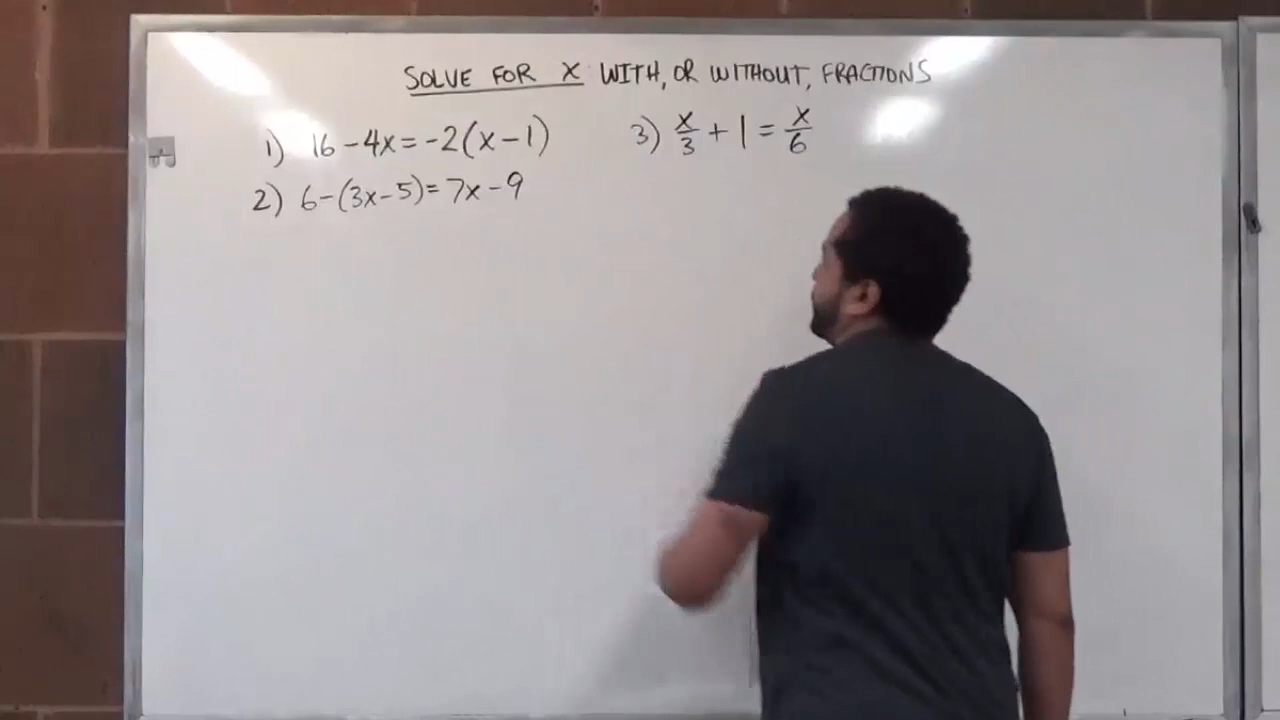 SOLVE FOR X WITH, OR WITHOUT, FRACTIONS
1) 16 - 4x = -2(x - 1)
2) 6 - (3x - 5) = 7x - 9
3) x/3 + 1 = x/6